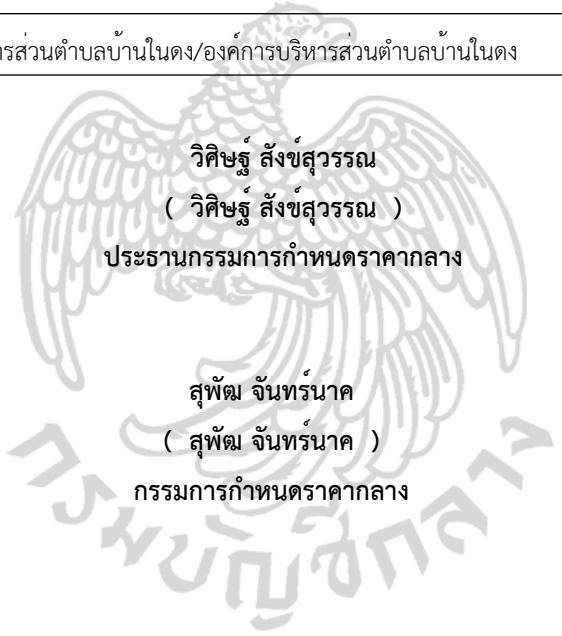 ส่วนตำบลบ้านในดง/องค์การบริหารส่วนตำบลบ้านในดง
วิศิษฐ์ สังข์สุวรรณ
( วิศิษฐ์ สังข์สุวรรณ )
ประธานกรรมการกำหนดราคากลาง
สุพัฒ จันทร์นาค
( สุพัฒ จันทร์นาค )
กรรมการกำหนดราคากลาง
กรมบัญชีกลาง